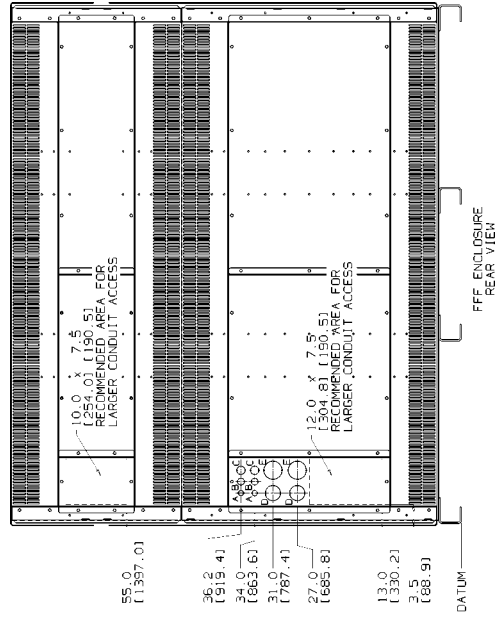 10.0 x 7.5
[254.0] [190.5]
RECOMMENDED AREA FOR
LARGER CONDUIT ACCESS
12.0 x 7.5
[304.8] [190.5]
RECOMMENDED AREA FOR
LARGER CONDUIT ACCESS
A B C
A B C
D E
D E
55.0
[1397.0]
36.2
[919.4]
34.0
[863.6]
31.0
[787.4]
27.0
[685.8]
13.0
[330.2]
3.5
[88.9]
DATUM
FFF ENCLOSURE
REAR VIEW